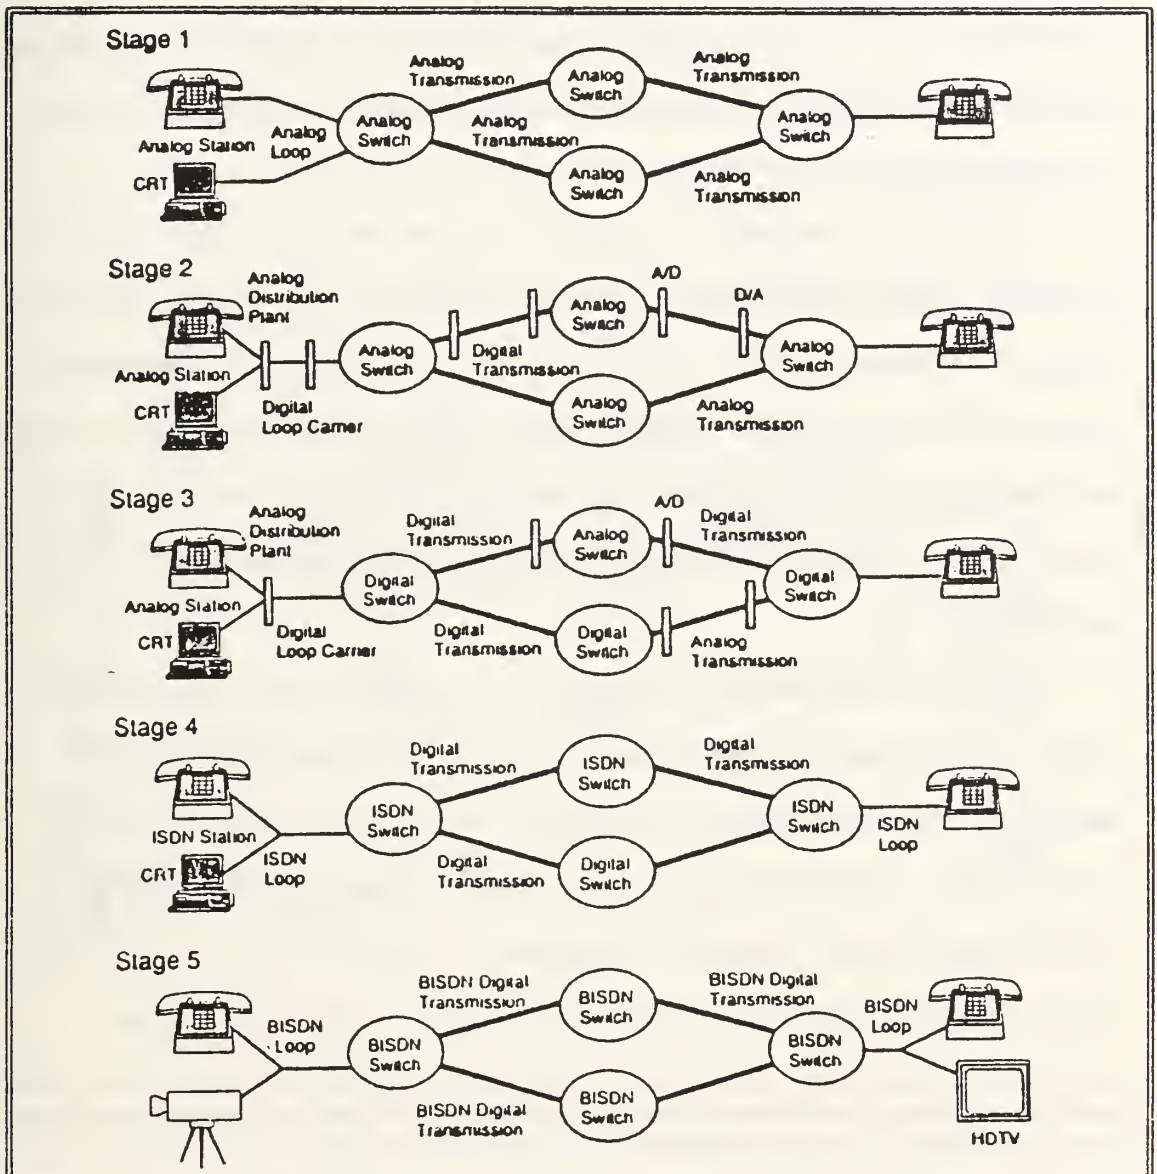 Stage 1
Analog
Transmission
Analog
Switch
Analog
Transmission
Analog Station
Analog
Loop
Analog
Switch
Analog
Transmission
Analog
Switch
CRT
Analog
Switch
Analog
Transmission
Stage 2
Analog
Distribution
Plant
Analog
Switch
A/D
D/A
Analog Station
Analog
Switch
Digital
Transmission
Analog
Switch
CRT
Digital
Loop Carrier
Analog
Switch
Analog
Transmission
Stage 3
Analog
Distribution
Plant
Digital
Transmission
Analog
Switch
A/D
Digital
Transmission
Analog Station
Digital
Switch
Digital
Switch
CRT
Digital
Loop Carrier
Digital
Transmission
Digital
Switch
Analog
Transmission
Stage 4
Digital
Transmission
ISDN
Switch
Digital
Transmission
ISDN Station
ISDN
Switch
ISDN
Switch
ISDN
Loop
CRT
ISDN
Loop
Digital
Transmission
Digital
Switch
Stage 5
BISDN Digital
Transmission
BISDN
Switch
BISDN Digital
Transmission
BISDN
Loop
BISDN
Switch
BISDN
Switch
BISDN
Loop
BISDN Digital
Transmission
BISDN
Switch
HDTV